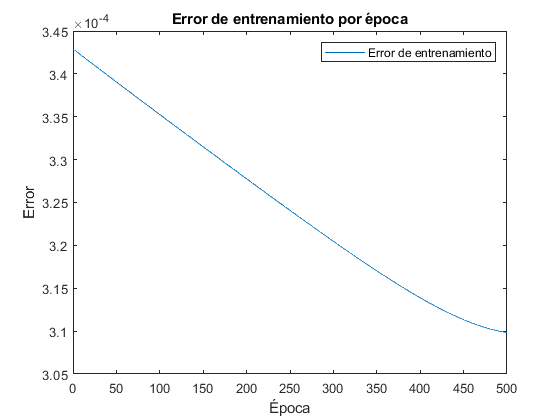 Error de entrenamiento por época
×10^-4
Error de entrenamiento
3.45
3.4
3.35
3.3
3.25
3.2
3.15
3.1
3.05
Error
0 50 100 150 200 250 300 350 400 450 500
Época